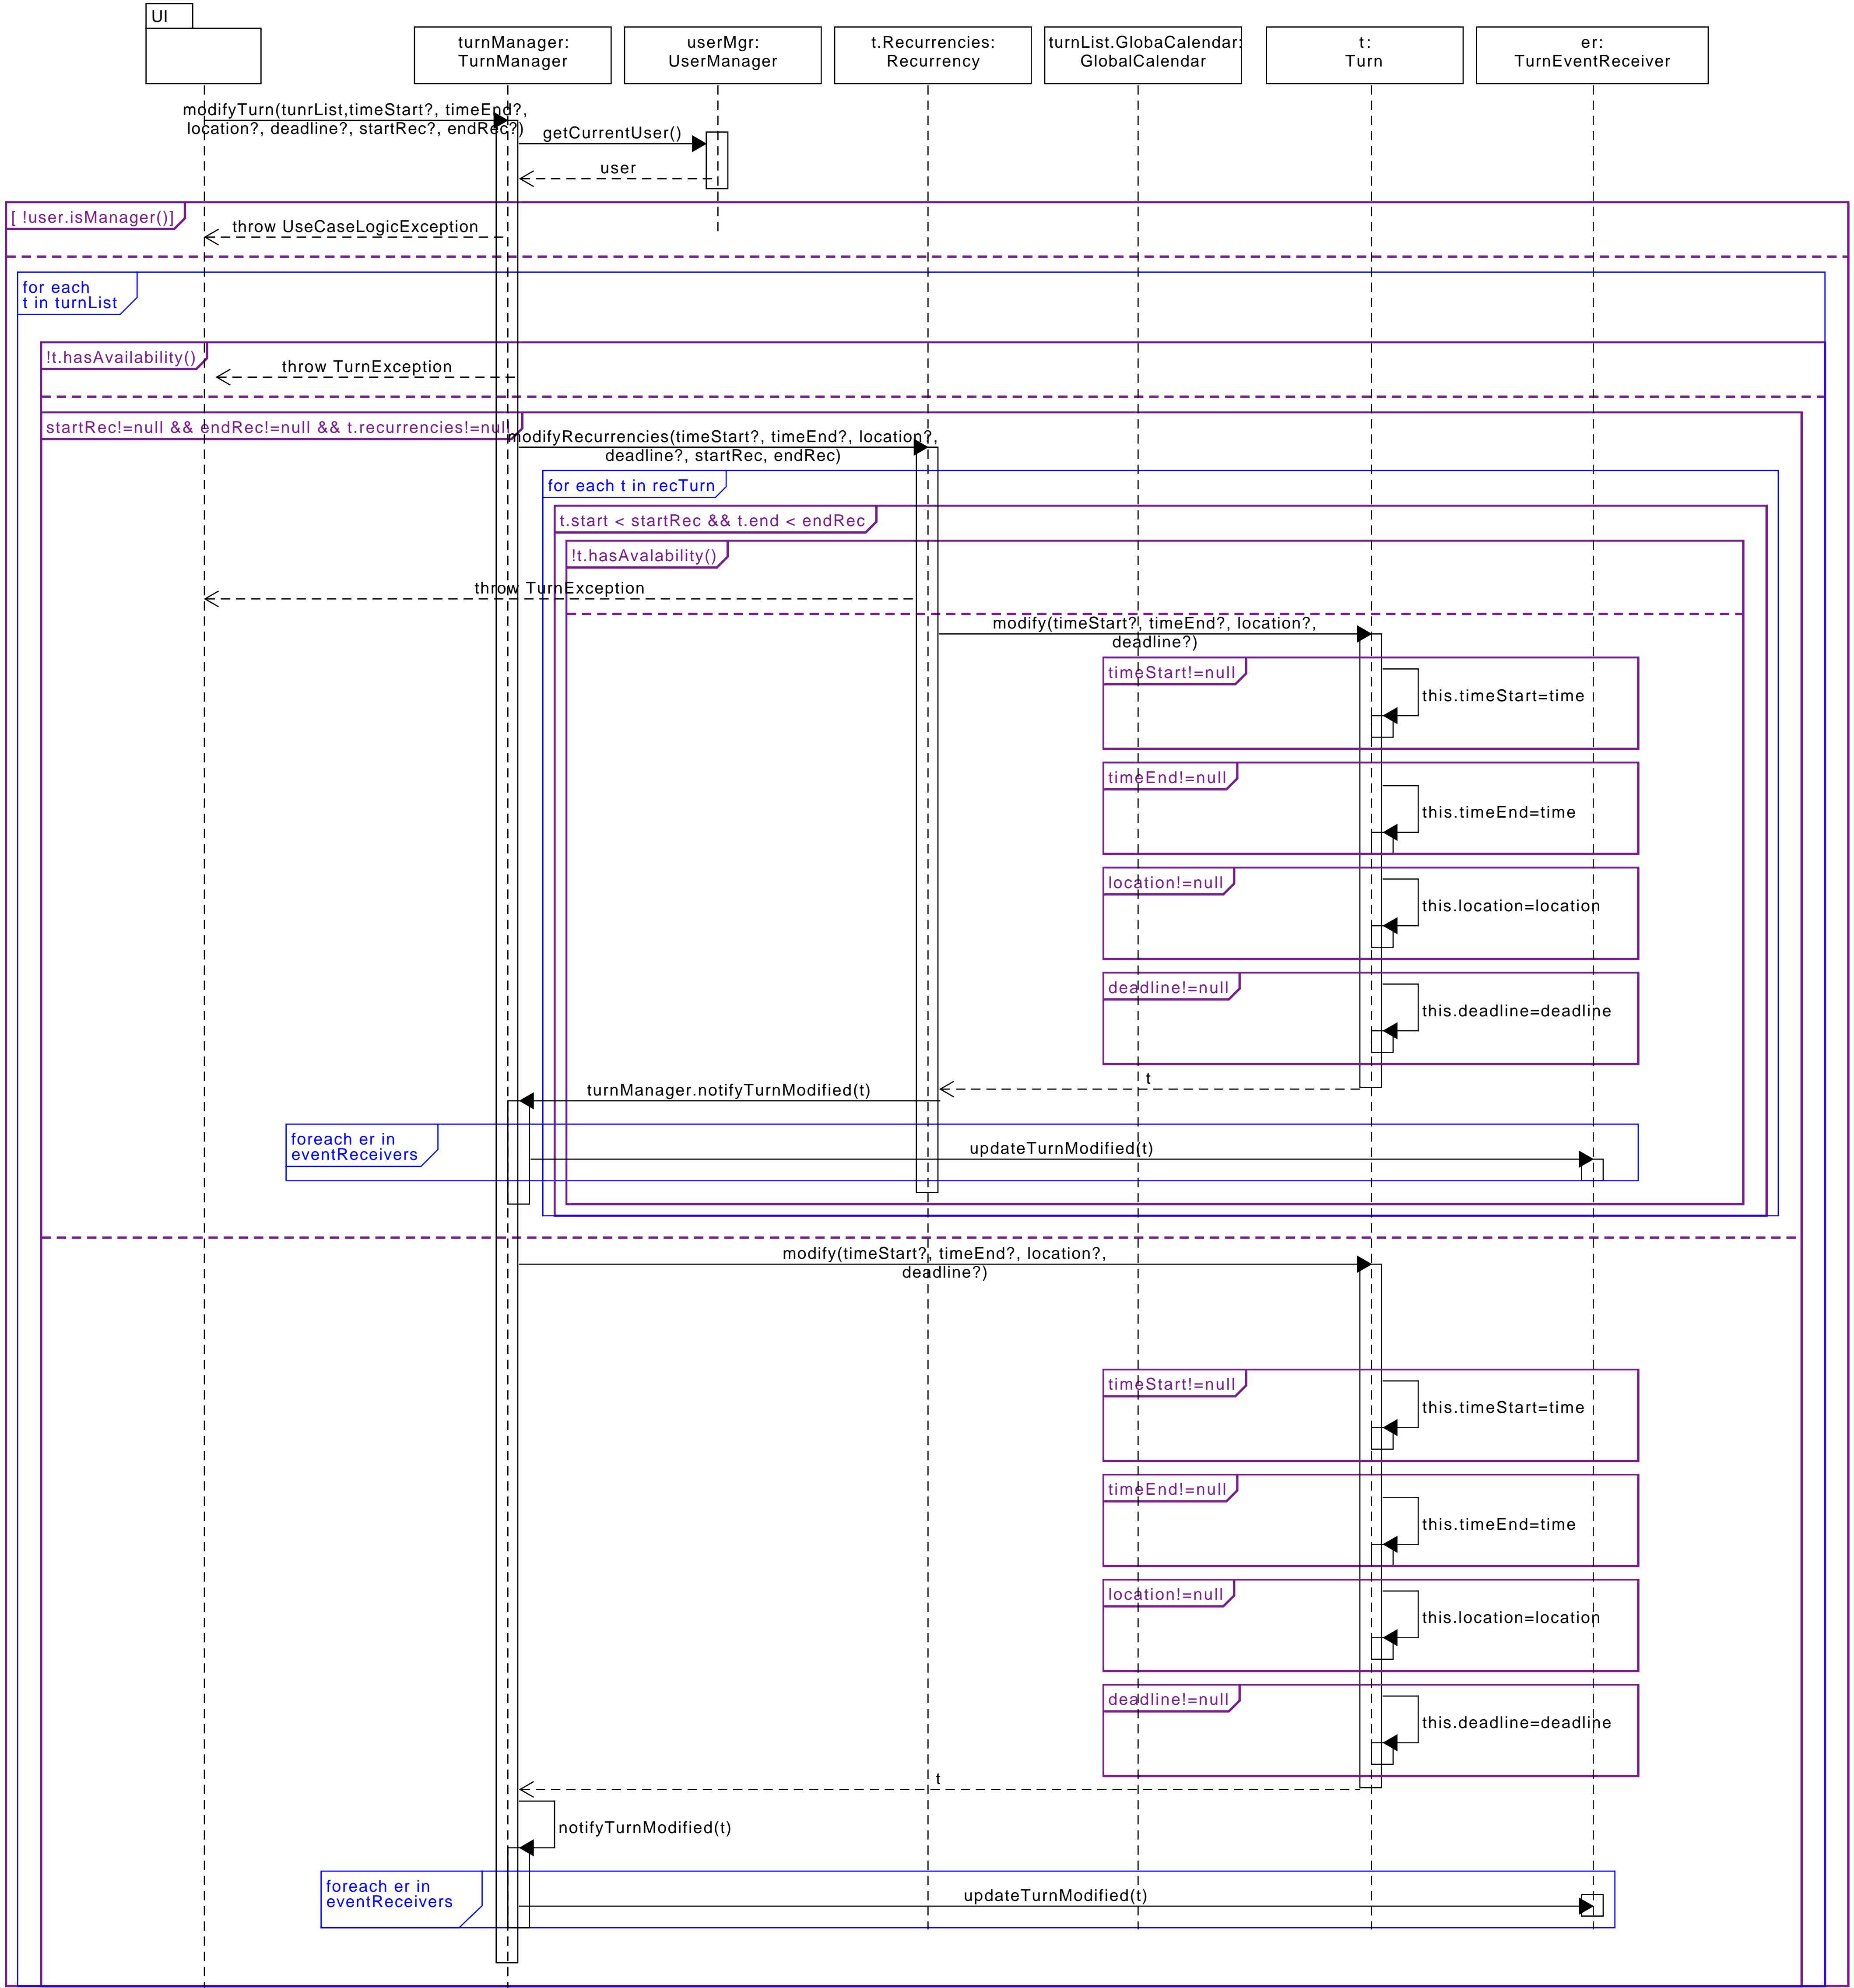 UI
turnManager:
TurnManager
userMgr:
UserManager
t.Recurrencies:
Recurrency
turnList.GlobaCalendar:
GlobalCalendar
t:
Turn
er:
TurnEventReceiver
modifyTurn(tunrList,timeStart?, timeEnd?,
location?, deadline?, startRec?, endRec?)
getCurrentUser()
user
[ !user.isManager()]
throw UseCaseLogicException
for each
t in turnList
!t.hasAvailability()
throw TurnException
startRec!=null && endRec!=null && t.recurrencies!=null
modifyRecurrencies(timeStart?, timeEnd?, location?,
deadline?, startRec, endRec)
for each t in recTurn
t.start < startRec && t.end < endRec
!t.hasAvalability()
throw TurnException
modify(timeStart?, timeEnd?, location?,
deadline?)
timeStart!=null
this.timeStart=time
timeEnd!=null
this.timeEnd=time
location!=null
this.location=location
deadline!=null
this.deadline=deadline
t
turnManager.notifyTurnModified(t)
foreach er in
eventReceivers
updateTurnModified(t)
modify(timeStart?, timeEnd?, location?,
deadline?)
timeStart!=null
this.timeStart=time
timeEnd!=null
this.timeEnd=time
location!=null
this.location=location
deadline!=null
this.deadline=deadline
t
notifyTurnModified(t)
foreach er in
eventReceivers
updateTurnModified(t)